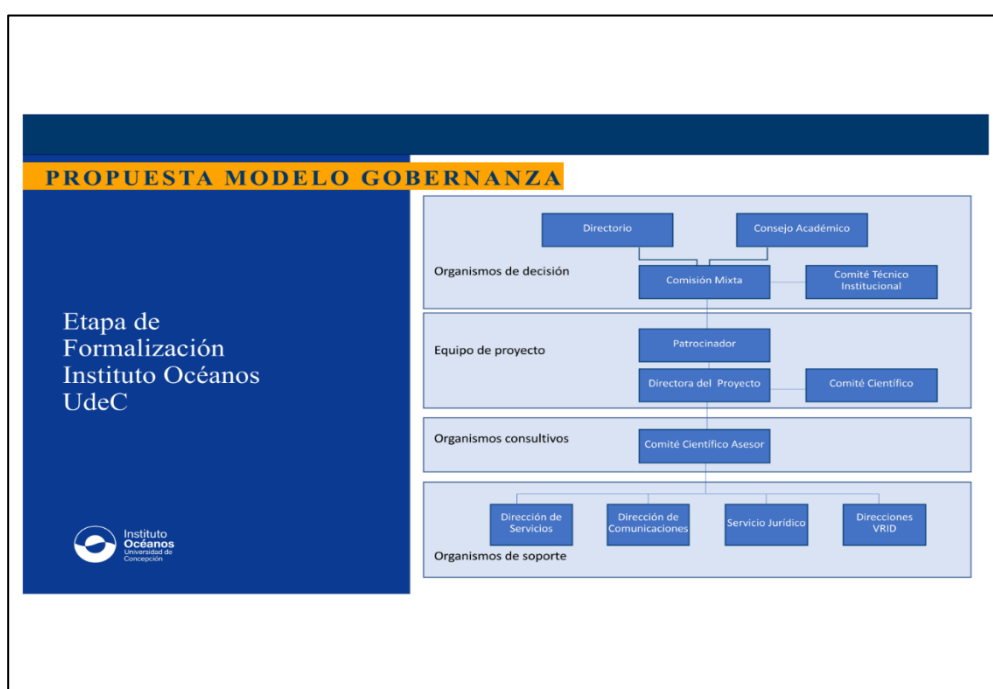 PROPUESTA MODELO GOBERNANZA
Etapa de
Formalización
Instituto Océanos
UdeC
Instituto
Océanos
Universidad de
Concepción
Directorio
Consejo Académico
Organismos de decisión
Comisión Mixta
Comité Técnico
Institucional
Equipo de proyecto
Patrocinador
Directora del Proyecto
Comité Científico
Organismos consultivos
Comité Científico Asesor
Dirección de
Servicios
Dirección de
Comunicaciones
Servicio Jurídico
Direcciones
VRID
Organismos de soporte